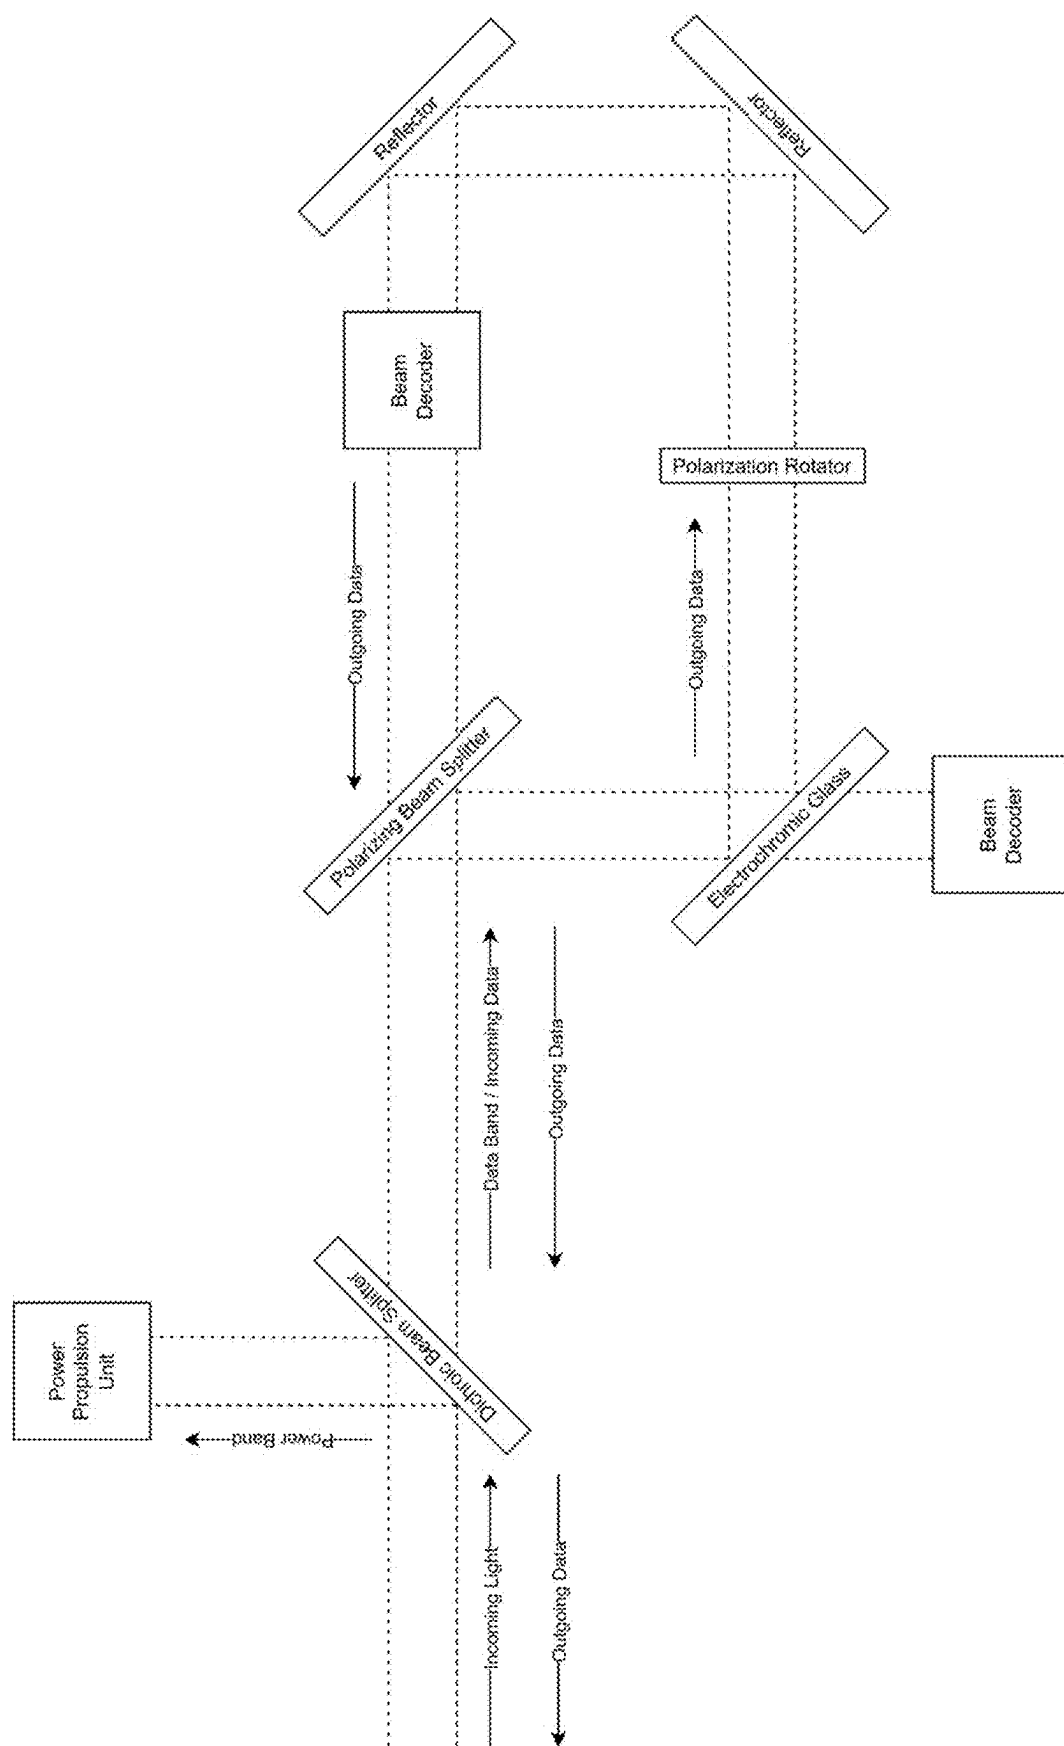 Reflector
Reflector
Beam
Decoder
Polarization Rotator
Outgoing Data
Outgoing Data
Polarizing Beam Splitter
Electrochromic Glass
Beam
Decoder
Data Band / Incoming Data
Outgoing Data
Dichroic Beam Splitter
Power
Propulsion
Unit
Power Band
Incoming Light
Outgoing Data